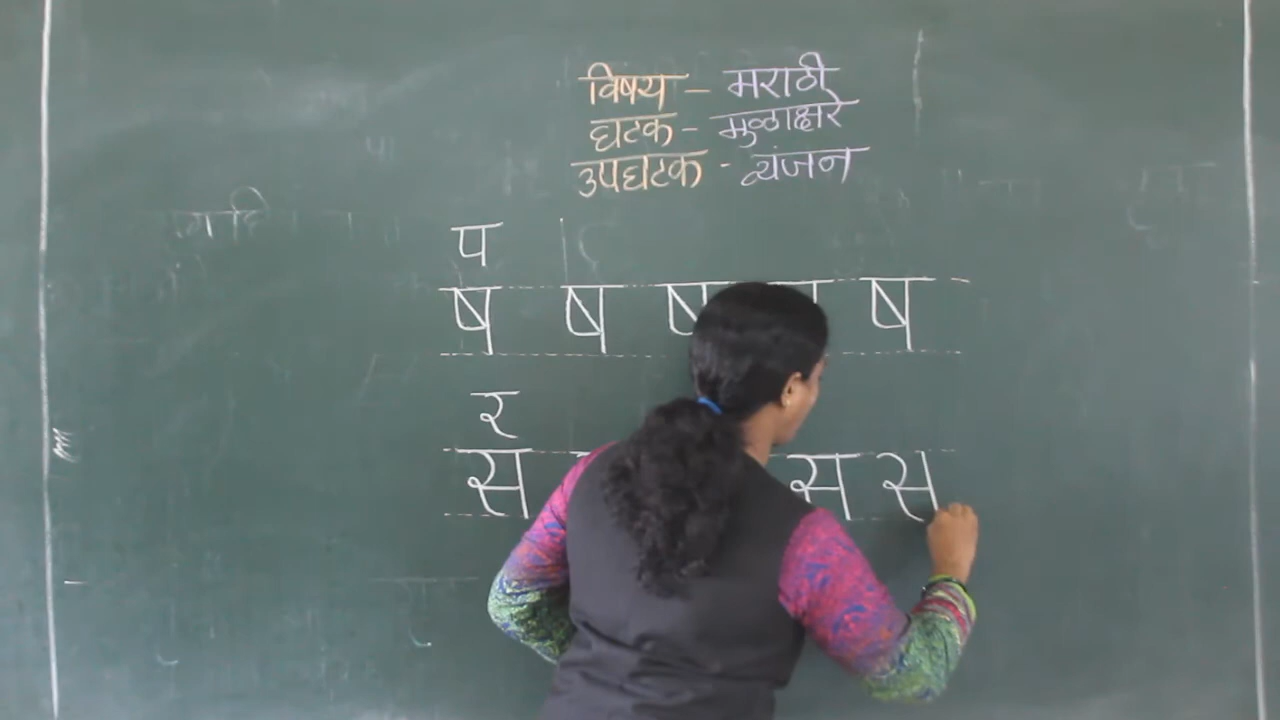 विषय - मराठी
घटक - मुळाक्षरे
उपघटक - व्यंजन
प
ष ष ष ष
र
स स स